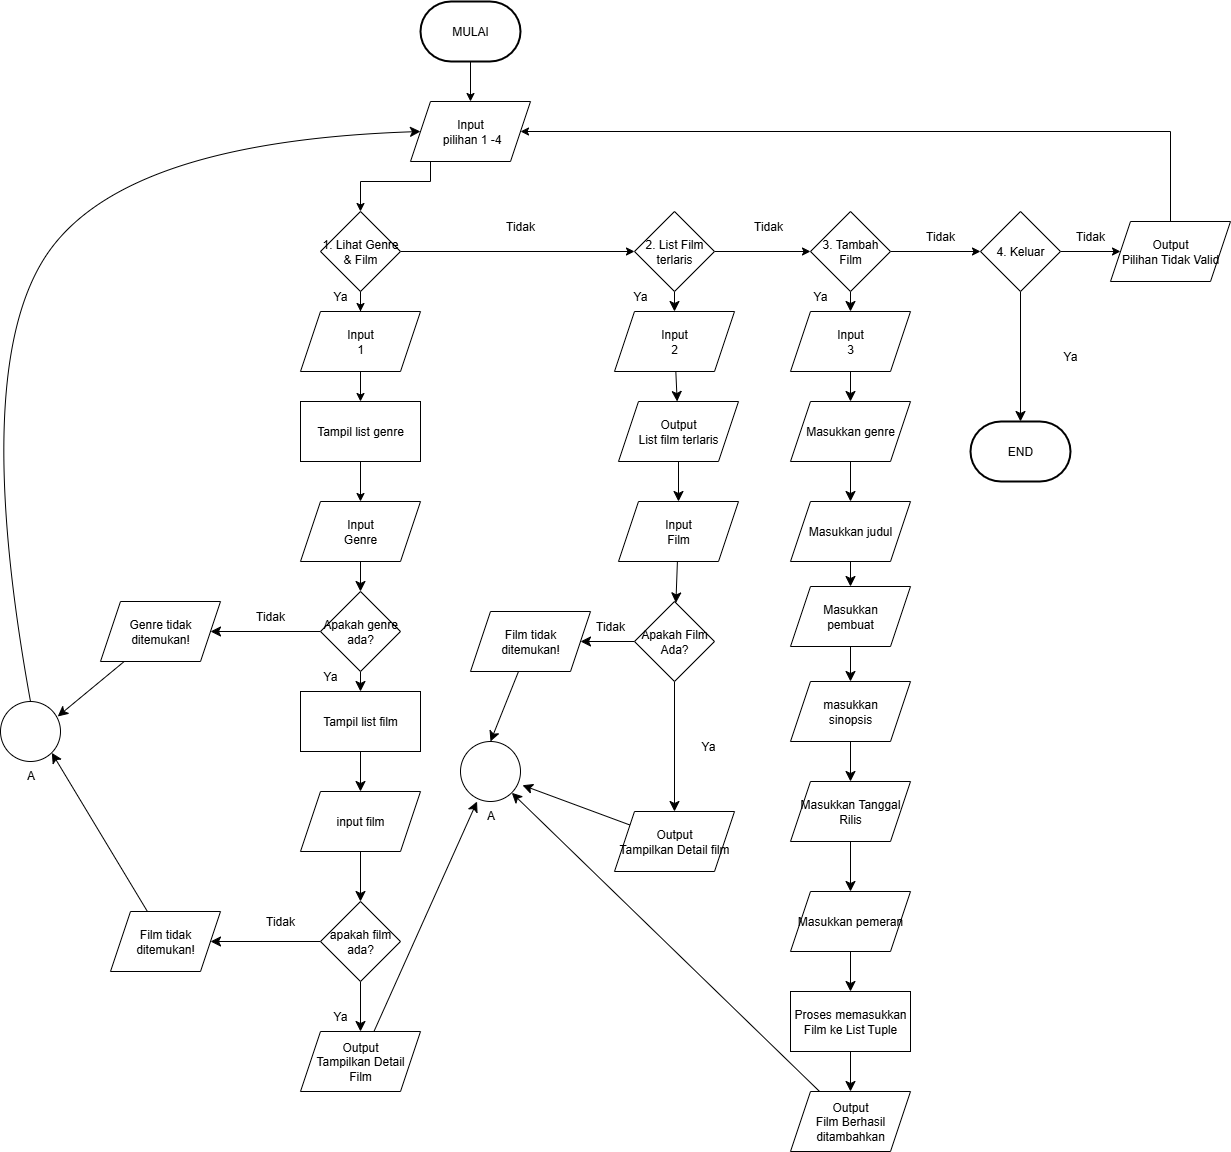 MULAI
Input
pilihan 1 -4
1. Lihat Genre
& Film
Tidak
2. List Film
terlaris
Tidak
3. Tambah
Film
Tidak
4. Keluar
Tidak
Output
Pilihan Tidak Valid
Ya
Input
1
Tampil list genre
Input
Genre
Apakah genre
ada?
Tidak
Genre tidak
ditemukan!
Ya
Tampil list film
input film
apakah film
ada?
Tidak
Film tidak
ditemukan!
A
Ya
Output
Tampilkan Detail
Film
Ya
Input
2
Output
List film terlaris
Input
Film
Apakah Film
Ada?
Tidak
Film tidak
ditemukan!
A
Ya
Output
Tampilkan Detail film
Ya
Input
3
Masukkan genre
Masukkan judul
Masukkan
pembuat
masukkan
sinopsis
Masukkan Tanggal
Rilis
Masukkan pemeran
Proses memasukkan
Film ke List Tuple
Output
Film Berhasil
ditambahkan
Ya
END